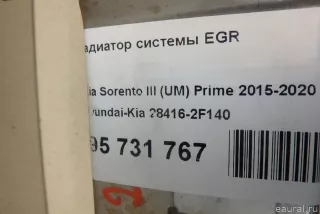 адиатор системы EGR
ia Sorento III (UM) Prime 2015-2020
yundai-Kia 28416-2F140
95 731 767
2
eaural.ru